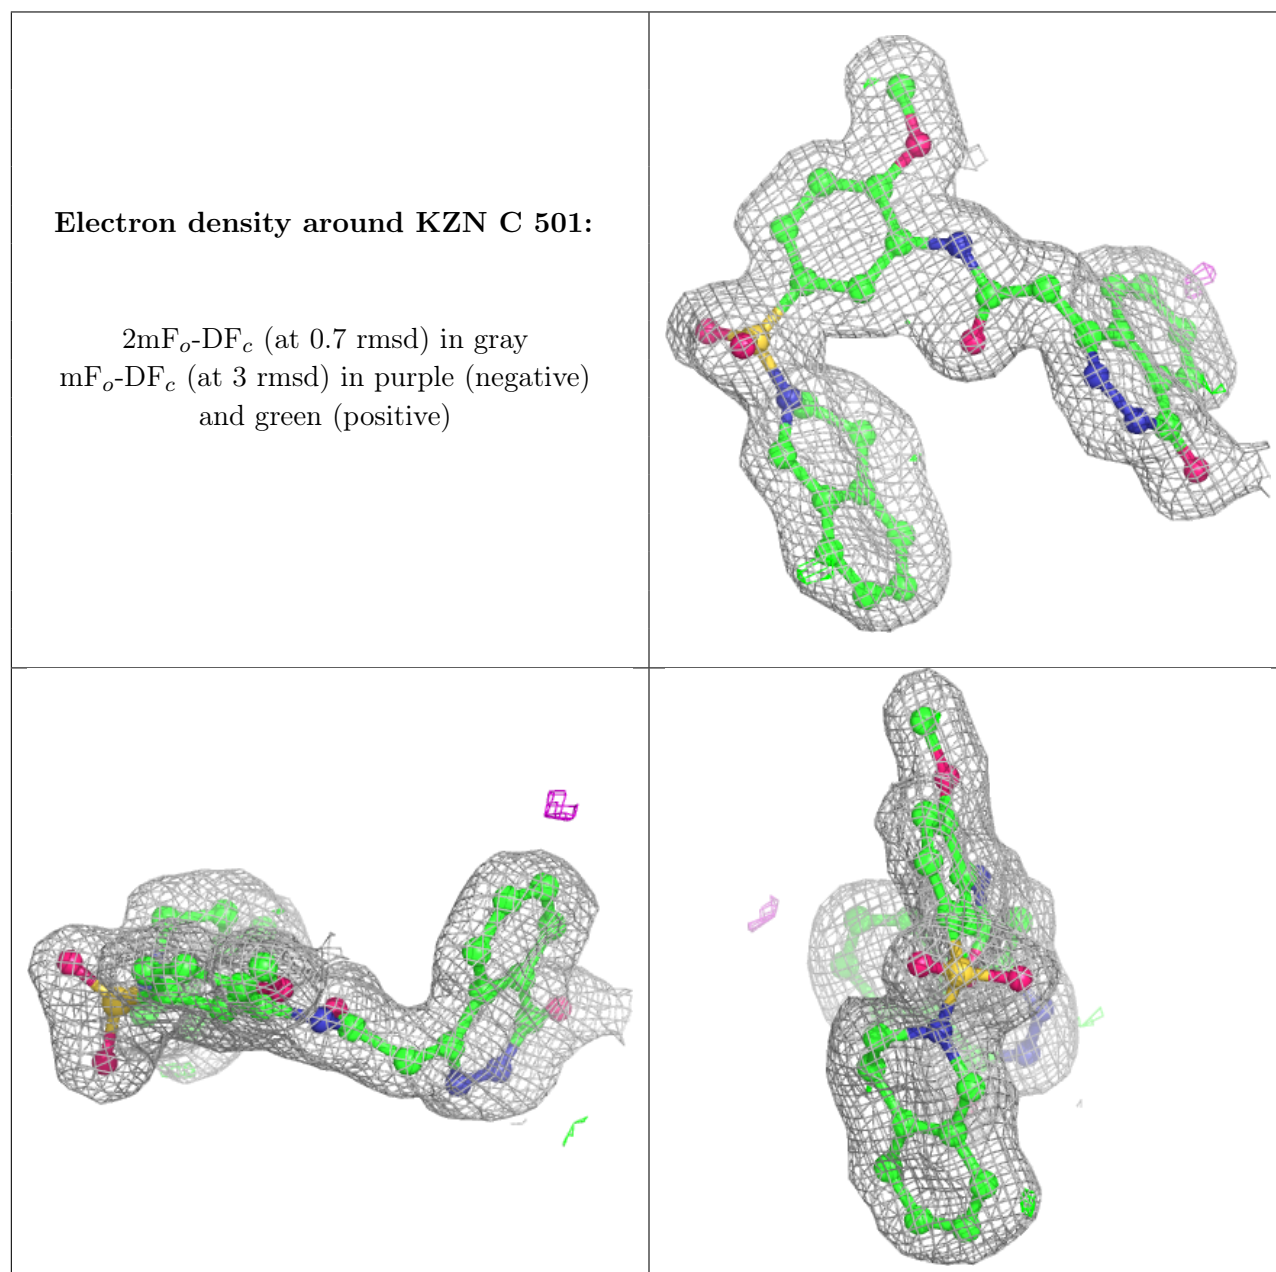 Electron density around KZN C 501:
2mFo-DFc (at 0.7 rmsd) in gray
mFo-DFc (at 3 rmsd) in purple (negative)
and green (positive)